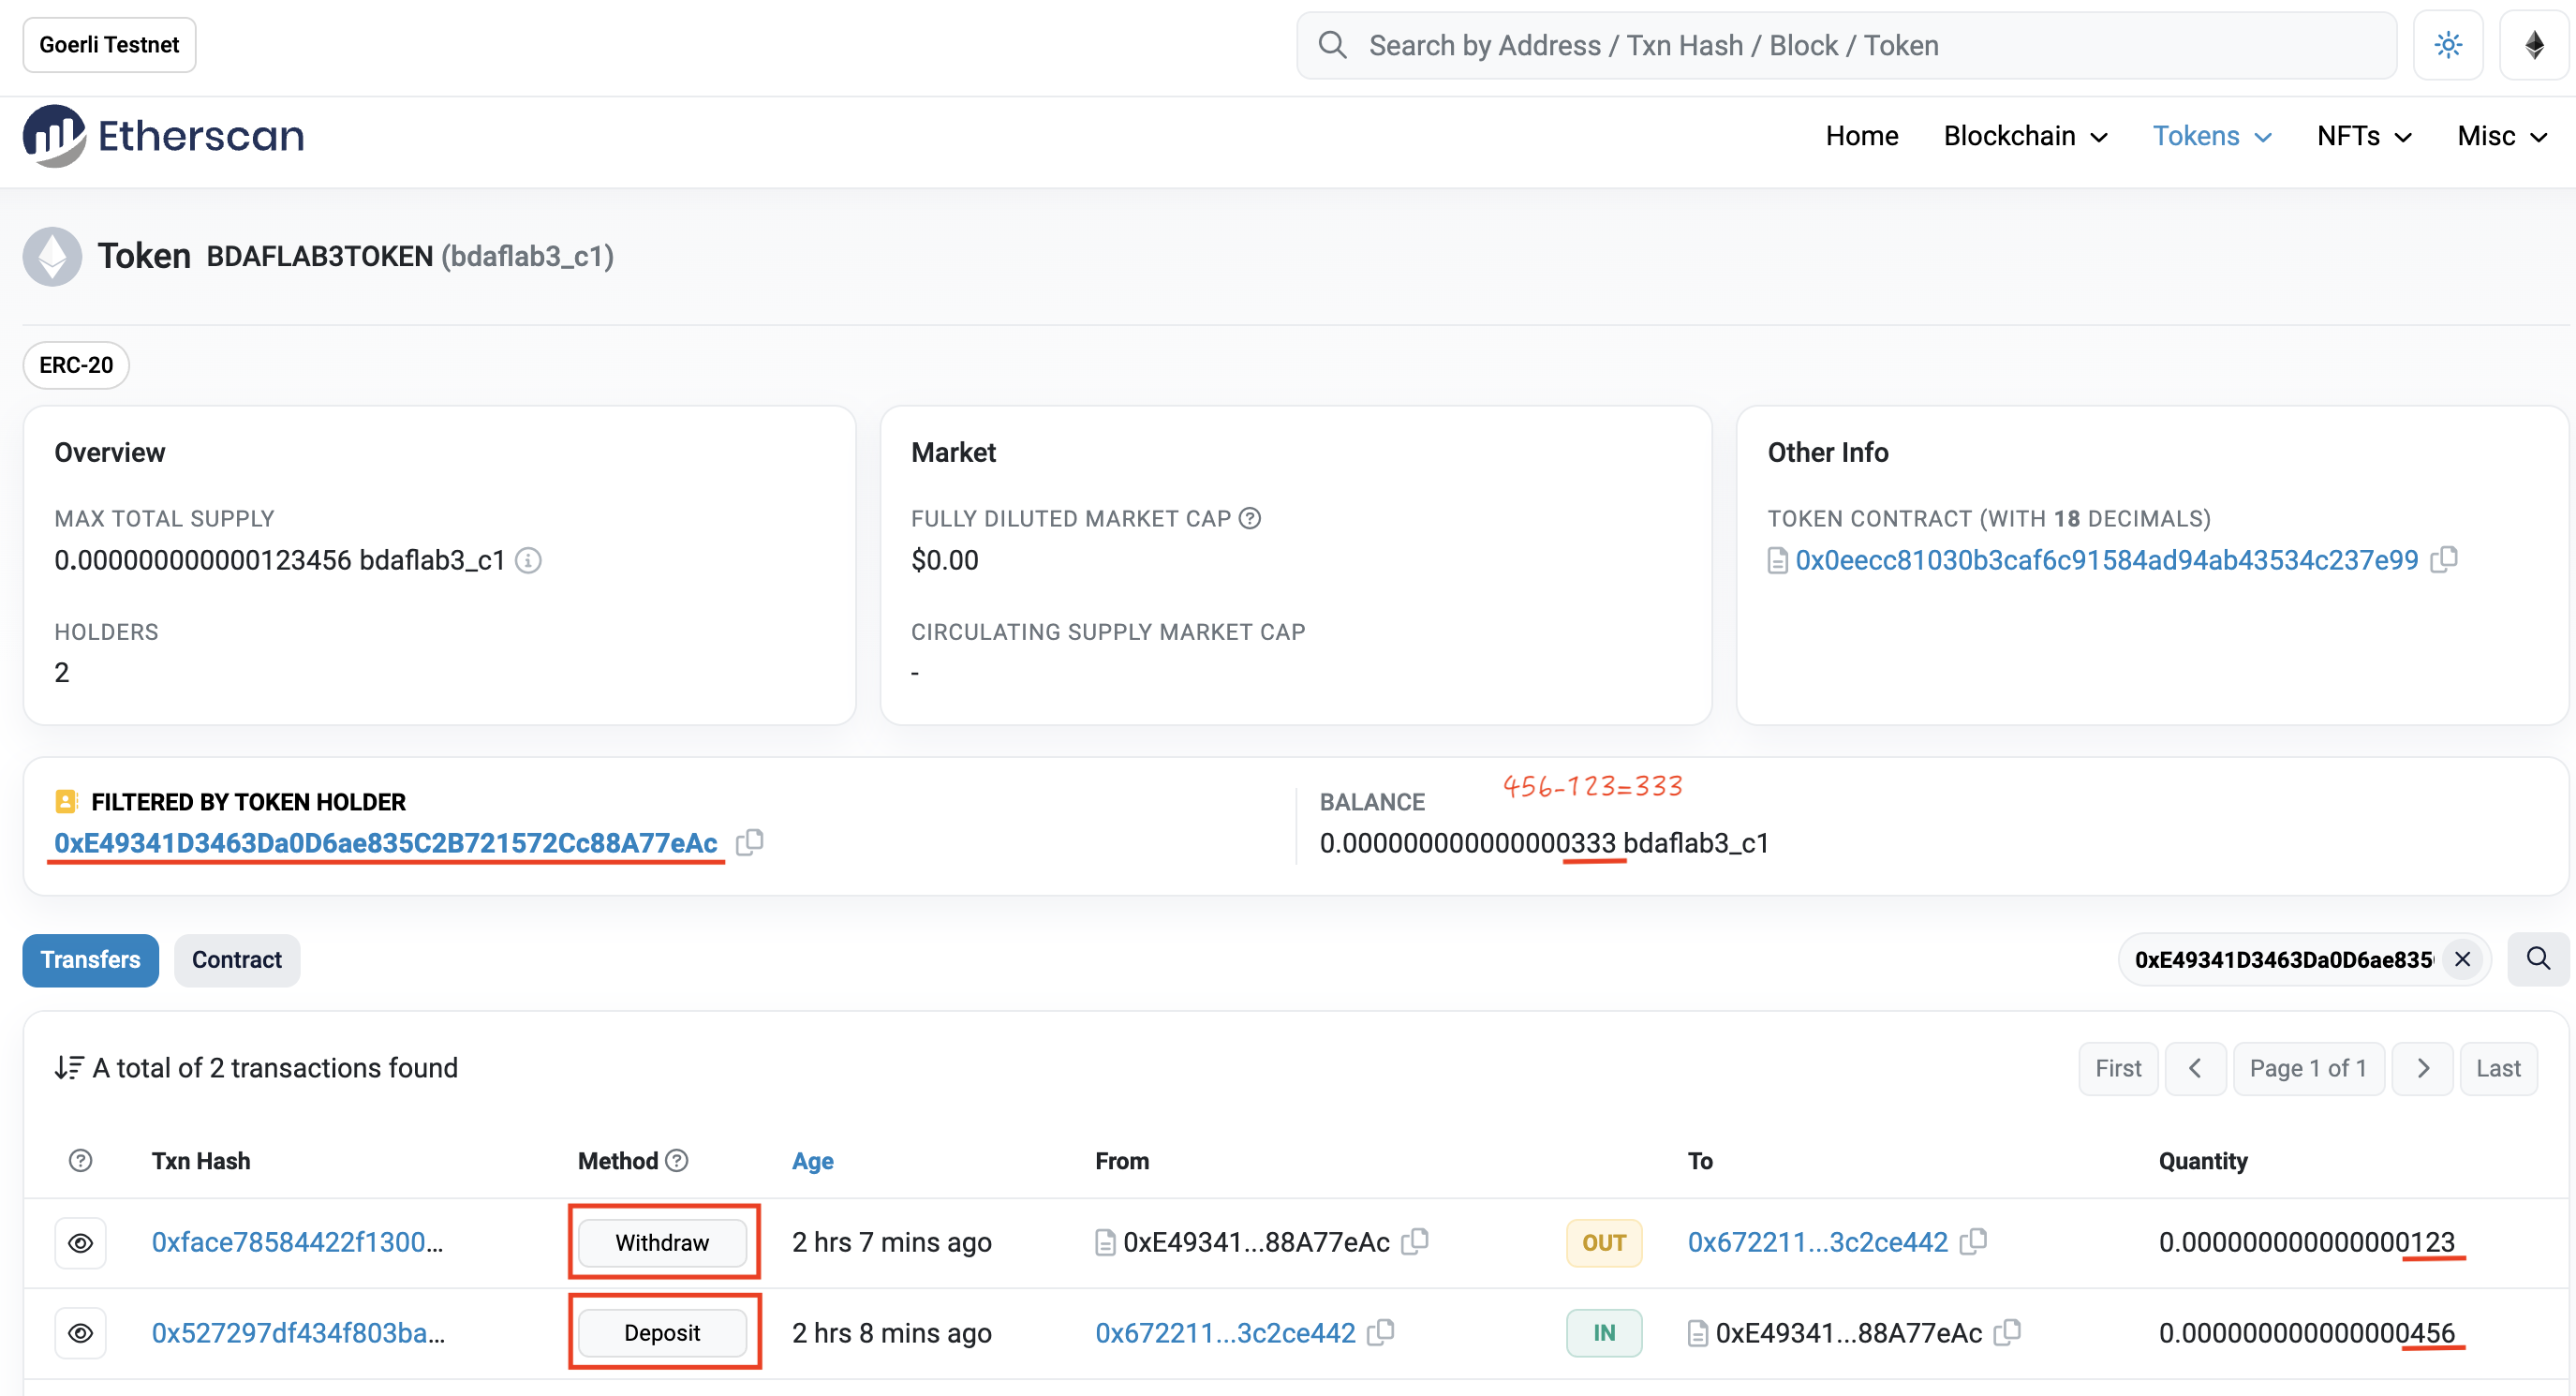 Goerli Testnet
Search by Address / Txn Hash / Block / Token
Etherscan
Home Blockchain Tokens NFTs Misc
Token BDAFLAB3TOKEN (bdaflab3_c1)
ERC-20
Overview
MAX TOTAL SUPPLY
0.000000000000123456 bdaflab3_c1
HOLDERS
2
Market
FULLY DILUTED MARKET CAP
$0.00
CIRCULATING SUPPLY MARKET CAP
-
Other Info
TOKEN CONTRACT (WITH 18 DECIMALS)
0x0eecc81030b3caf6c91584ad94ab43534c237e99
FILTERED BY TOKEN HOLDER
0xE49341D3463Da0D6ae835C2B721572Cc88A77eAc
456-123=333
BALANCE
0.000000000000000333 bdaflab3_c1
Transfers Contract
0xE49341D3463Da0D6ae835
A total of 2 transactions found
First Page 1 of 1 Last
Txn Hash Method Age From To Quantity
0xface78584422f1300... Withdraw 2 hrs 7 mins ago 0xE49341...88A77eAc OUT 0x672211...3c2ce442 0.000000000000000123
0x527297df434f803ba... Deposit 2 hrs 8 mins ago 0x672211...3c2ce442 IN 0xE49341...88A77eAc 0.000000000000000456